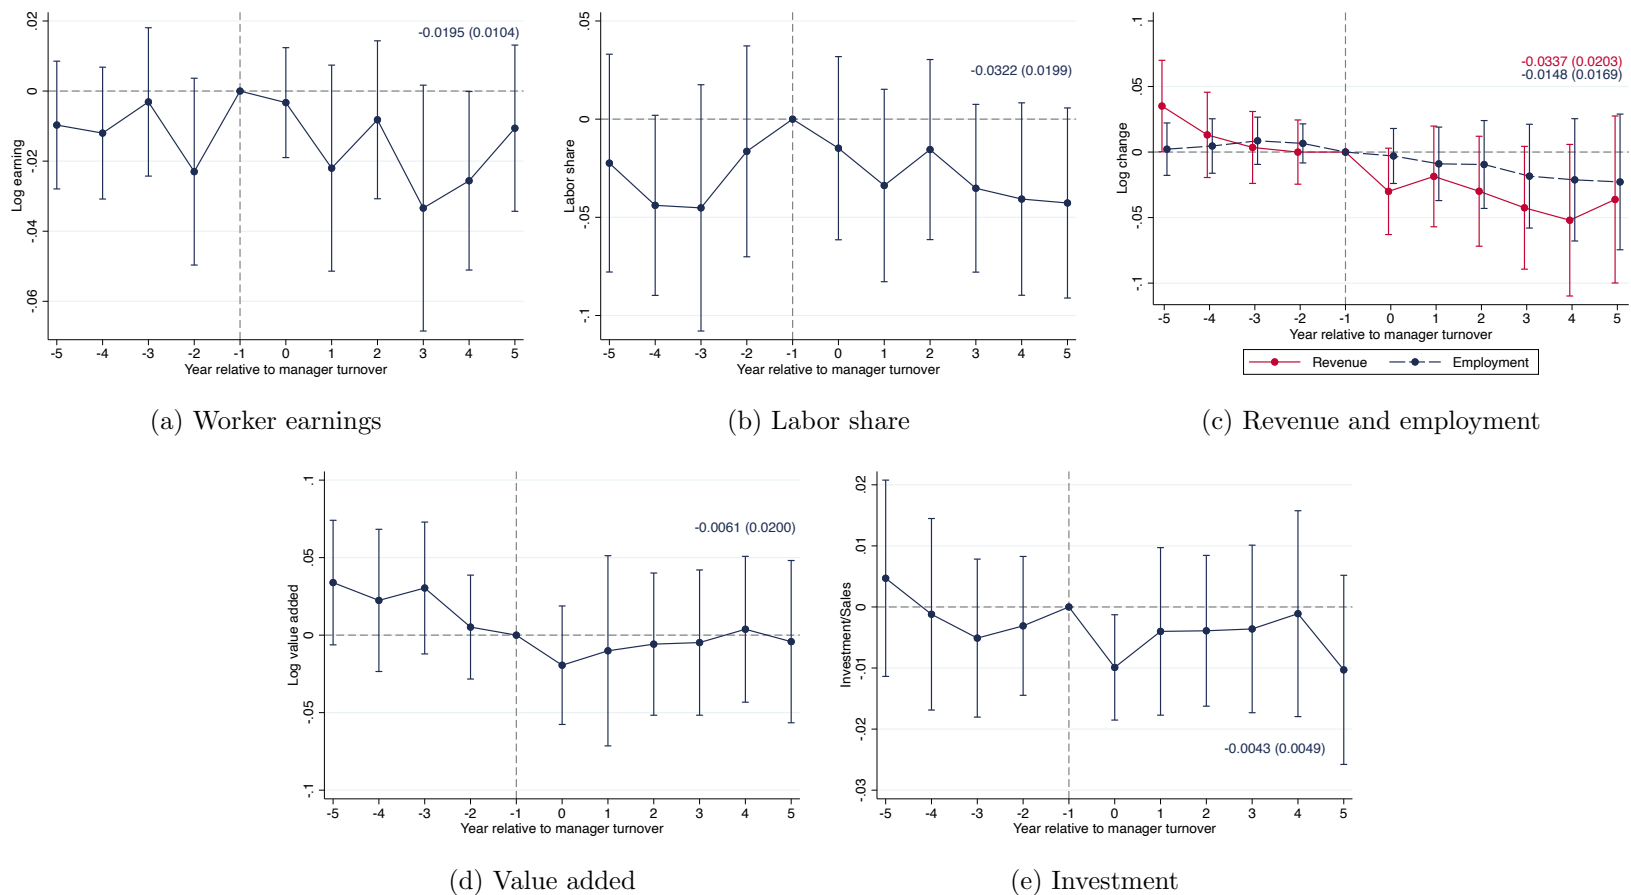 .02
0
-.02
-.04
-.06
Log earning
-0.0195 (0.0104)
-5 -4 -3 -2 -1 0 1 2 3 4 5
Year relative to manager turnover
(a) Worker earnings
.05
0
-.05
-.1
Labor share
-0.0322 (0.0199)
-5 -4 -3 -2 -1 0 1 2 3 4 5
Year relative to manager turnover
(b) Labor share
.1
.05
0
-.05
-.1
Log change
-0.0337 (0.0203)
-0.0148 (0.0169)
-5 -4 -3 -2 -1 0 1 2 3 4 5
Year relative to manager turnover
Revenue Employment
(c) Revenue and employment
.1
.05
0
-.05
-.1
Log value added
-0.0061 (0.0200)
-5 -4 -3 -2 -1 0 1 2 3 4 5
Year relative to manager turnover
(d) Value added
.02
.01
0
-.01
-.02
-.03
Investment/Sales
-0.0043 (0.0049)
-5 -4 -3 -2 -1 0 1 2 3 4 5
Year relative to manager turnover
(e) Investment